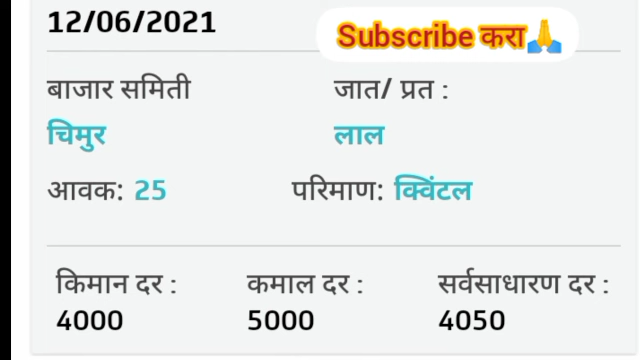 12/06/2021
Subscribe करा🙏
बाजार समिती जात/ प्रत :
चिमुर लाल
आवक: 25 परिमाण: क्विंटल
किमान दर : कमाल दर : सर्वसाधारण दर :
4000 5000 4050